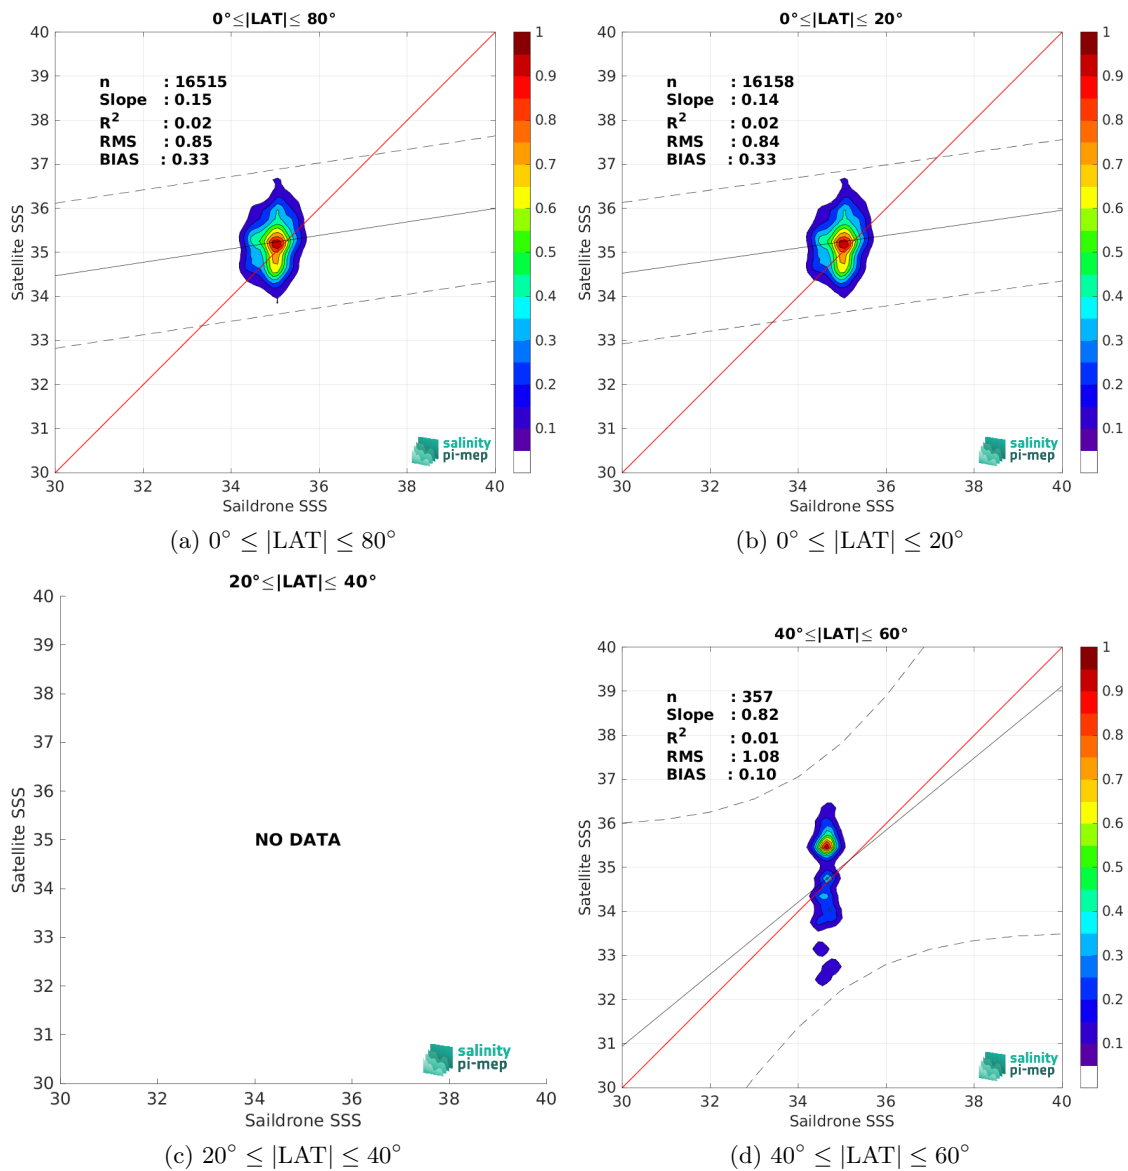 0°≤|LAT|≤ 80°
40
39
38
37
36
35
34
33
32
31
30
n : 16515
Slope : 0.15
R² : 0.02
RMS : 0.85
BIAS : 0.33
Satellite SSS
30 32 34 36 38 40
Saildrone SSS
salinity
pi-mep
1
0.9
0.8
0.7
0.6
0.5
0.4
0.3
0.2
0.1
(a) 0° ≤ |LAT| ≤ 80°
0°≤|LAT|≤ 20°
40
39
38
37
36
35
34
33
32
31
30
n : 16158
Slope : 0.14
R² : 0.02
RMS : 0.84
BIAS : 0.33
Satellite SSS
30 32 34 36 38 40
Saildrone SSS
salinity
pi-mep
1
0.9
0.8
0.7
0.6
0.5
0.4
0.3
0.2
0.1
(b) 0° ≤ |LAT| ≤ 20°
20°≤|LAT|≤ 40°
40
39
38
37
36
35
34
33
32
31
30
NO DATA
Satellite SSS
30 32 34 36 38 40
Saildrone SSS
salinity
pi-mep
(c) 20° ≤ |LAT| ≤ 40°
40°≤|LAT|≤ 60°
40
39
38
37
36
35
34
33
32
31
30
n : 357
Slope : 0.82
R² : 0.01
RMS : 1.08
BIAS : 0.10
Satellite SSS
30 32 34 36 38 40
Saildrone SSS
salinity
pi-mep
1
0.9
0.8
0.7
0.6
0.5
0.4
0.3
0.2
0.1
(d) 40° ≤ |LAT| ≤ 60°